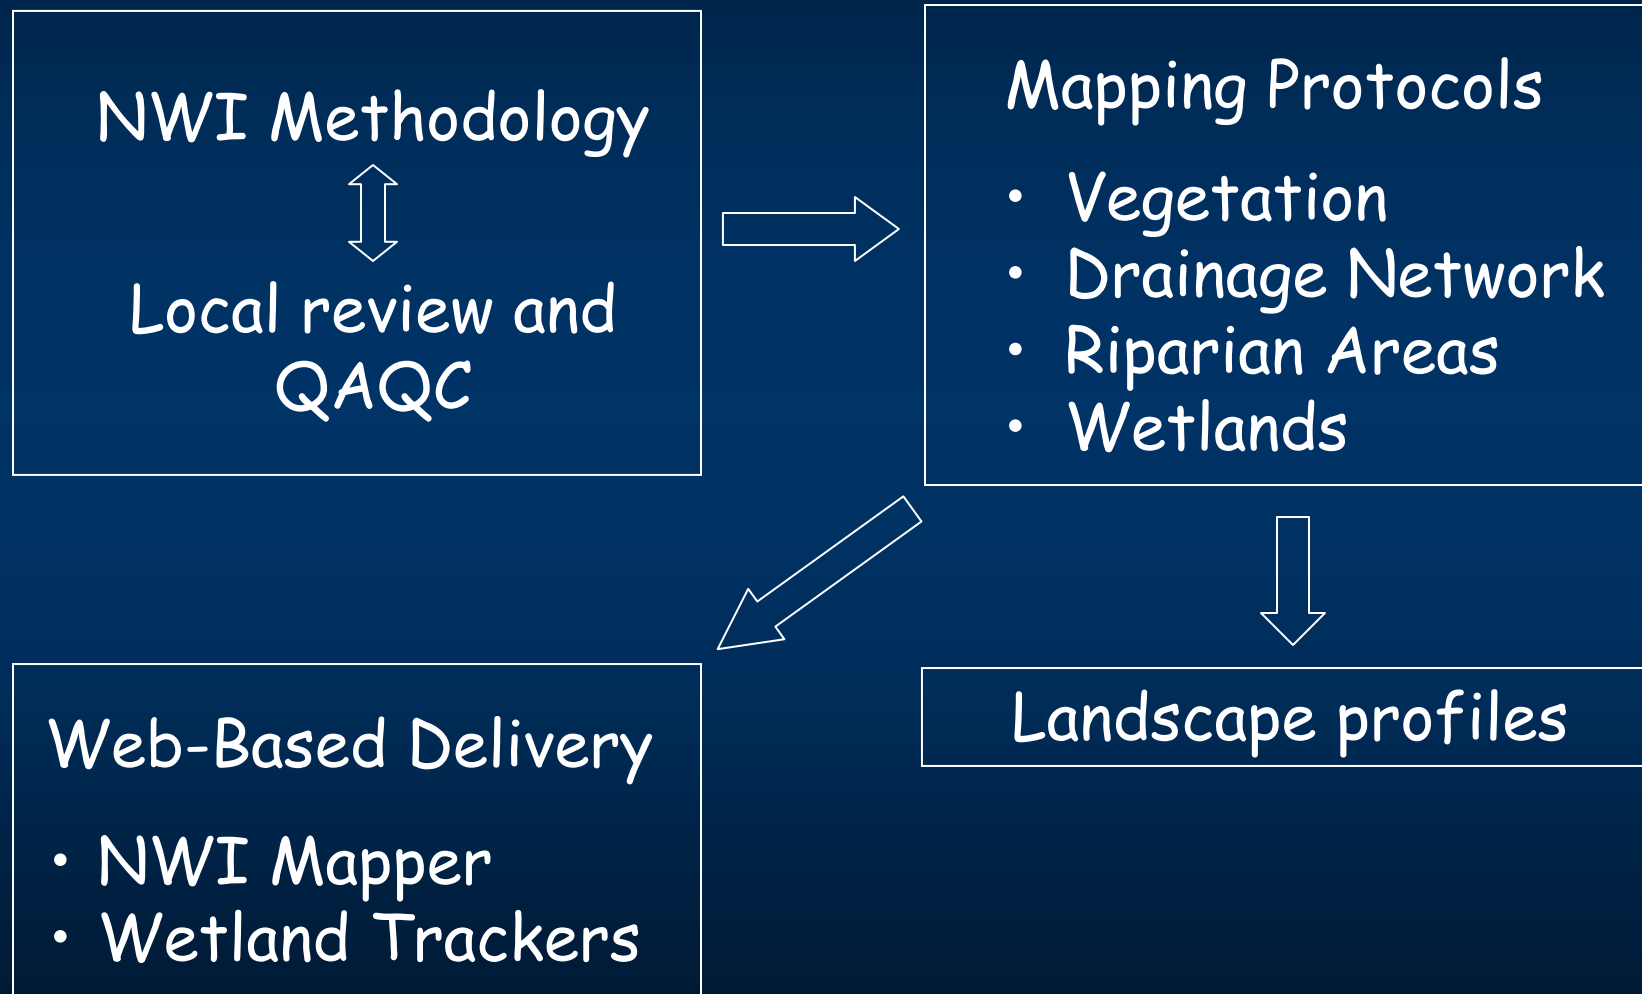 NWI Methodology
Local review and
QAQC
Mapping Protocols
• Vegetation
• Drainage Network
• Riparian Areas
• Wetlands
Web-Based Delivery
• NWI Mapper
• Wetland Trackers
Landscape profiles